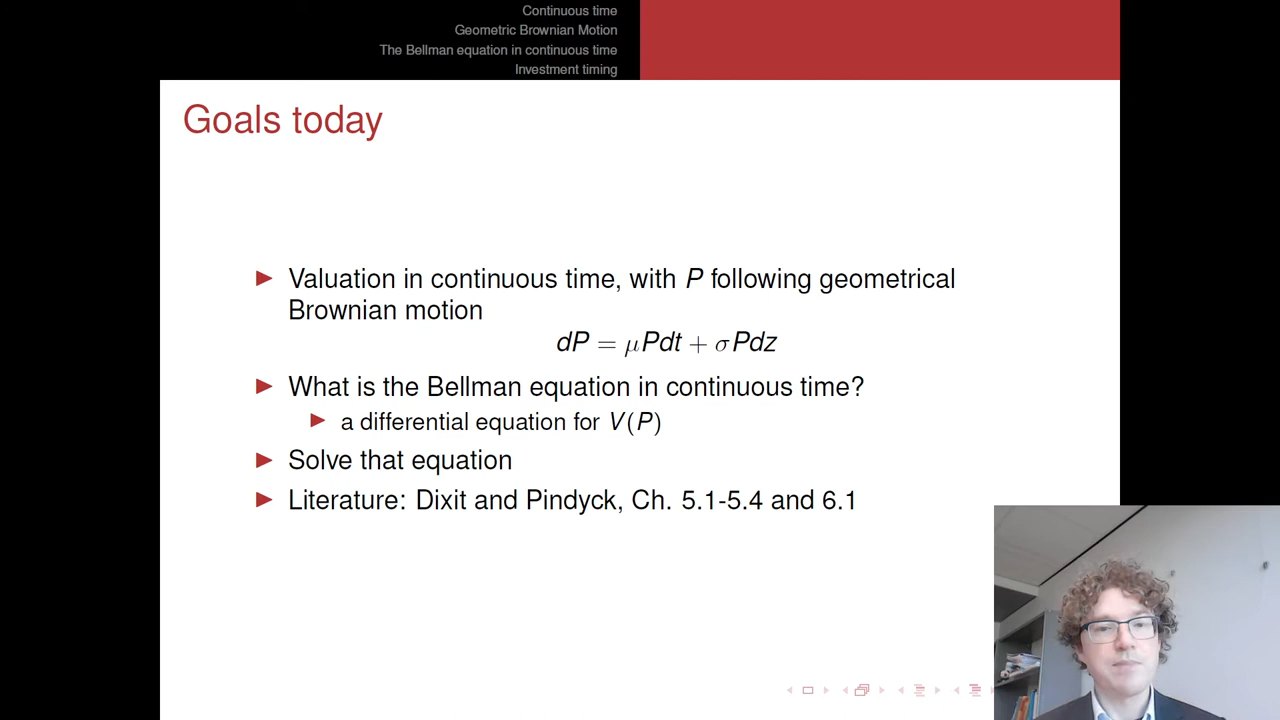 Continuous time
Geometric Brownian Motion
The Bellman equation in continuous time
Investment timing
Goals today
Valuation in continuous time, with P following geometrical
Brownian motion
dP = μPdt + σPdz
What is the Bellman equation in continuous time?
a differential equation for V(P)
Solve that equation
Literature: Dixit and Pindyck, Ch. 5.1-5.4 and 6.1